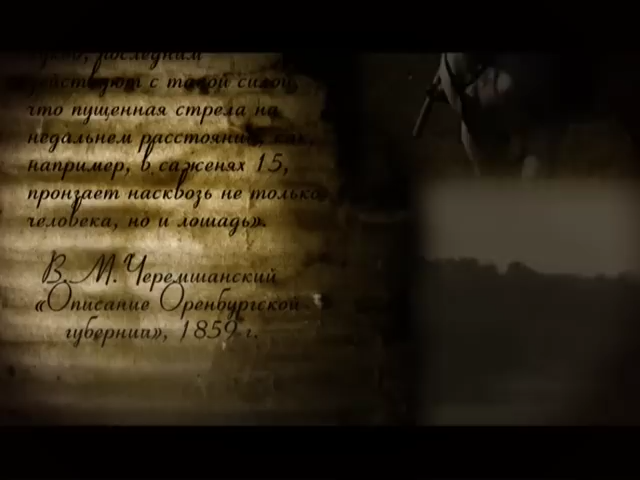 последним
действуют с такой силой,
что пущенная стрела на
недальнем расстоянии, как,
например, в саженях 15,
пронзает насквозь не только
человека, но и лошадь».
В. М. Черемшанский
«Описание Оренбургской
губернии», 1859 г.